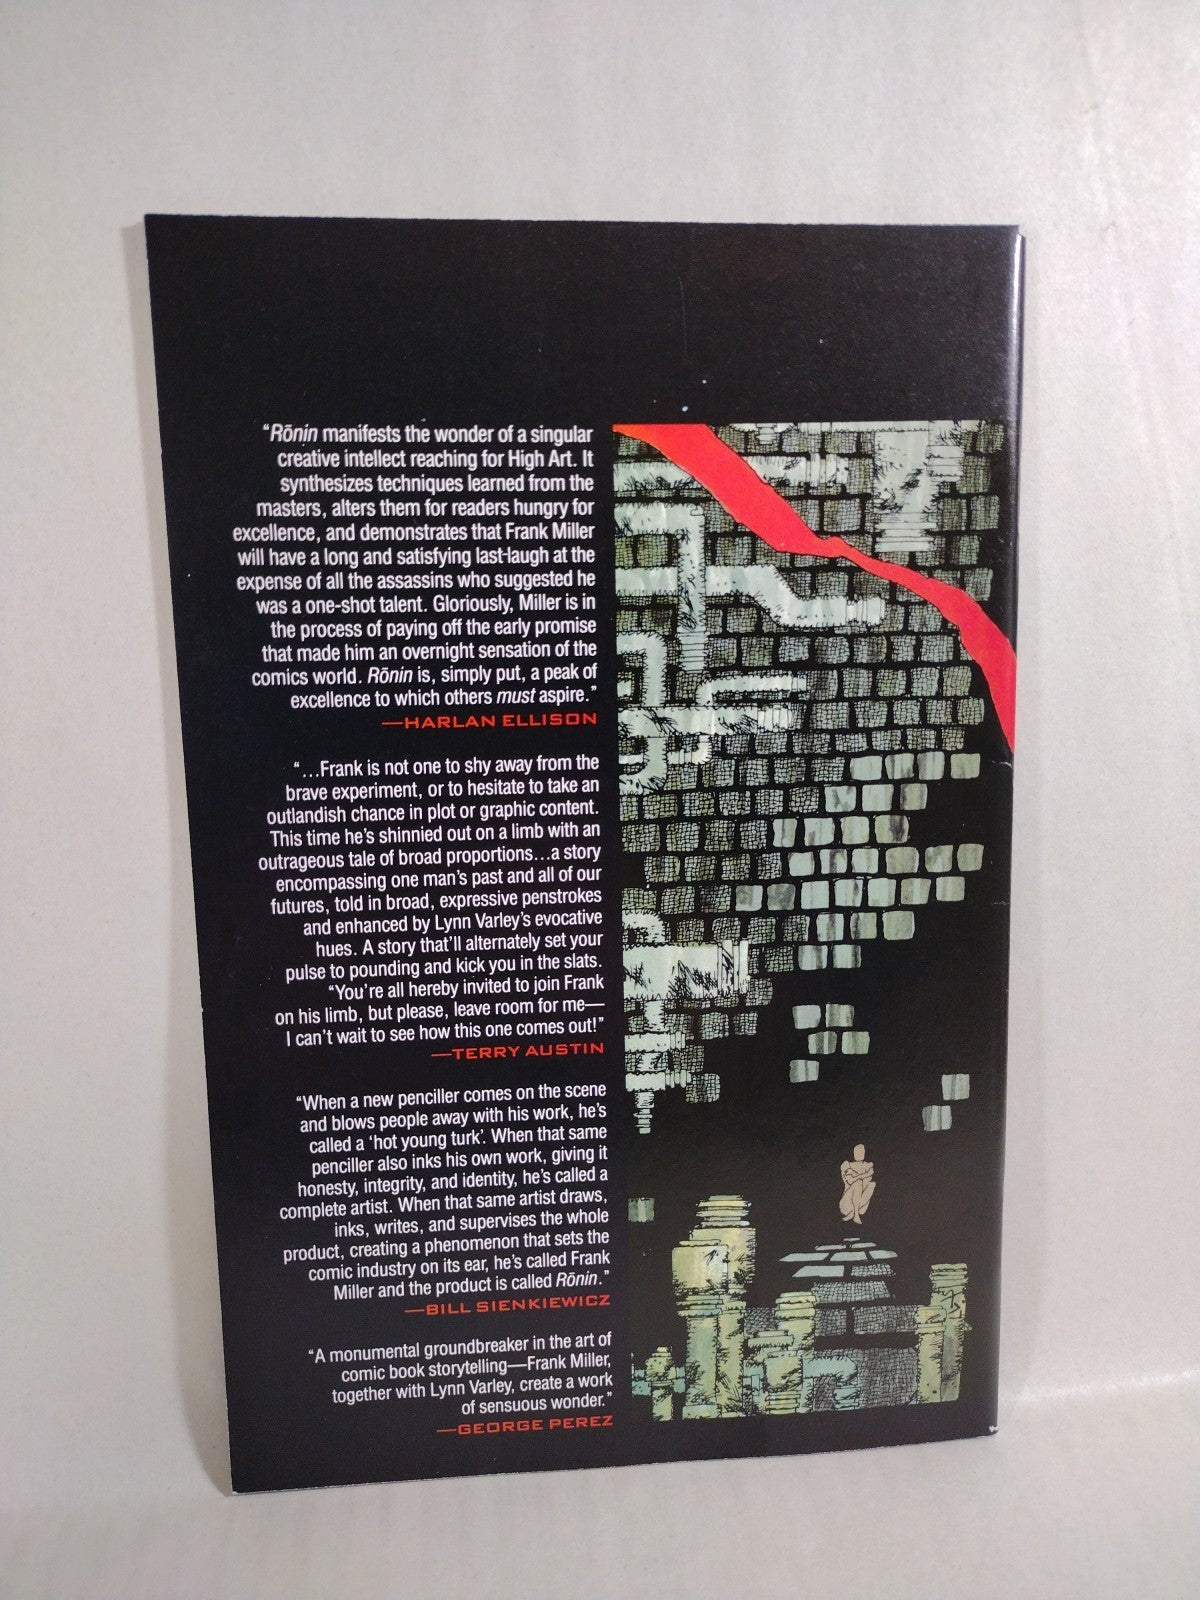 “Rōnin manifests the wonder of a singular
creative intellect reaching for High Art. It
synthesizes techniques learned from the
masters, alters them for readers hungry for
excellence, and demonstrates that Frank Miller
will have a long and satisfying last-laugh at the
expense of all the assassins who suggested he
was a one-shot talent. Gloriously, Miller is in
the process of paying off the early promise
that made him an overnight sensation of the
comics world. Rōnin is, simply put, a peak of
excellence to which others must aspire.”
—HARLAN ELLISON
“...Frank is not one to shy away from the
brave experiment, or to hesitate to take an
outlandish chance in plot or graphic content.
This time he’s shinnied out on a limb with an
outrageous tale of broad proportions...a story
encompassing one man’s past and all of our
futures, told in broad, expressive penstrokes
and enhanced by Lynn Varley’s evocative
hues. A story that’ll alternately set your
pulse to pounding and kick you in the slats.
“You’re all hereby invited to join Frank
on his limb, but please, leave room for me—
I can’t wait to see how this one comes out!”
—TERRY AUSTIN
“When a new penciller comes on the scene
and blows people away with his work, he’s
called a ‘hot young turk’. When that same
penciller also inks his own work, giving it
honesty, integrity, and identity, he’s called a
complete artist. When that same artist draws,
inks, writes, and supervises the whole
product, creating a phenomenon that sets the
comic industry on its ear, he’s called Frank
Miller and the product is called Rōnin.”
—BILL SIENKIEWICZ
“A monumental groundbreaker in the art of
comic book storytelling—Frank Miller,
together with Lynn Varley, create a work
of sensuous wonder.”
—GEORGE PEREZ